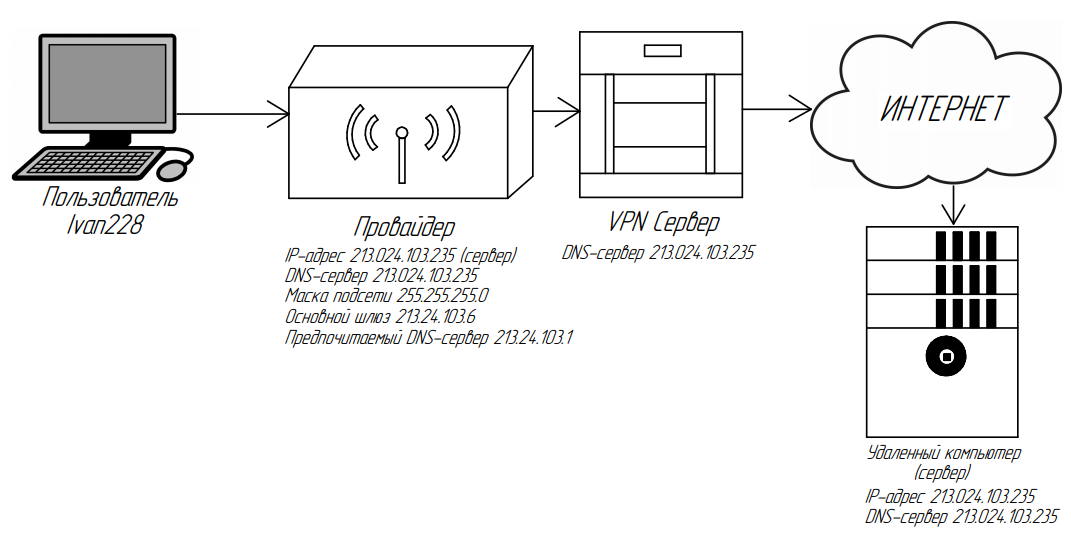 Пользователь
Ivan228
Провайдер
IP-адрес 213.024.103.235 (сервер)
DNS-сервер 213.024.103.235
Маска подсети 255.255.255.0
Основной шлюз 213.24.103.6
Предпочитаемый DNS-сервер 213.24.103.1
VPN Сервер
DNS-сервер 213.024.103.235
ИНТЕРНЕТ
Удаленный компьютер
(сервер)
IP-адрес 213.024.103.235
DNS-сервер 213.024.103.235